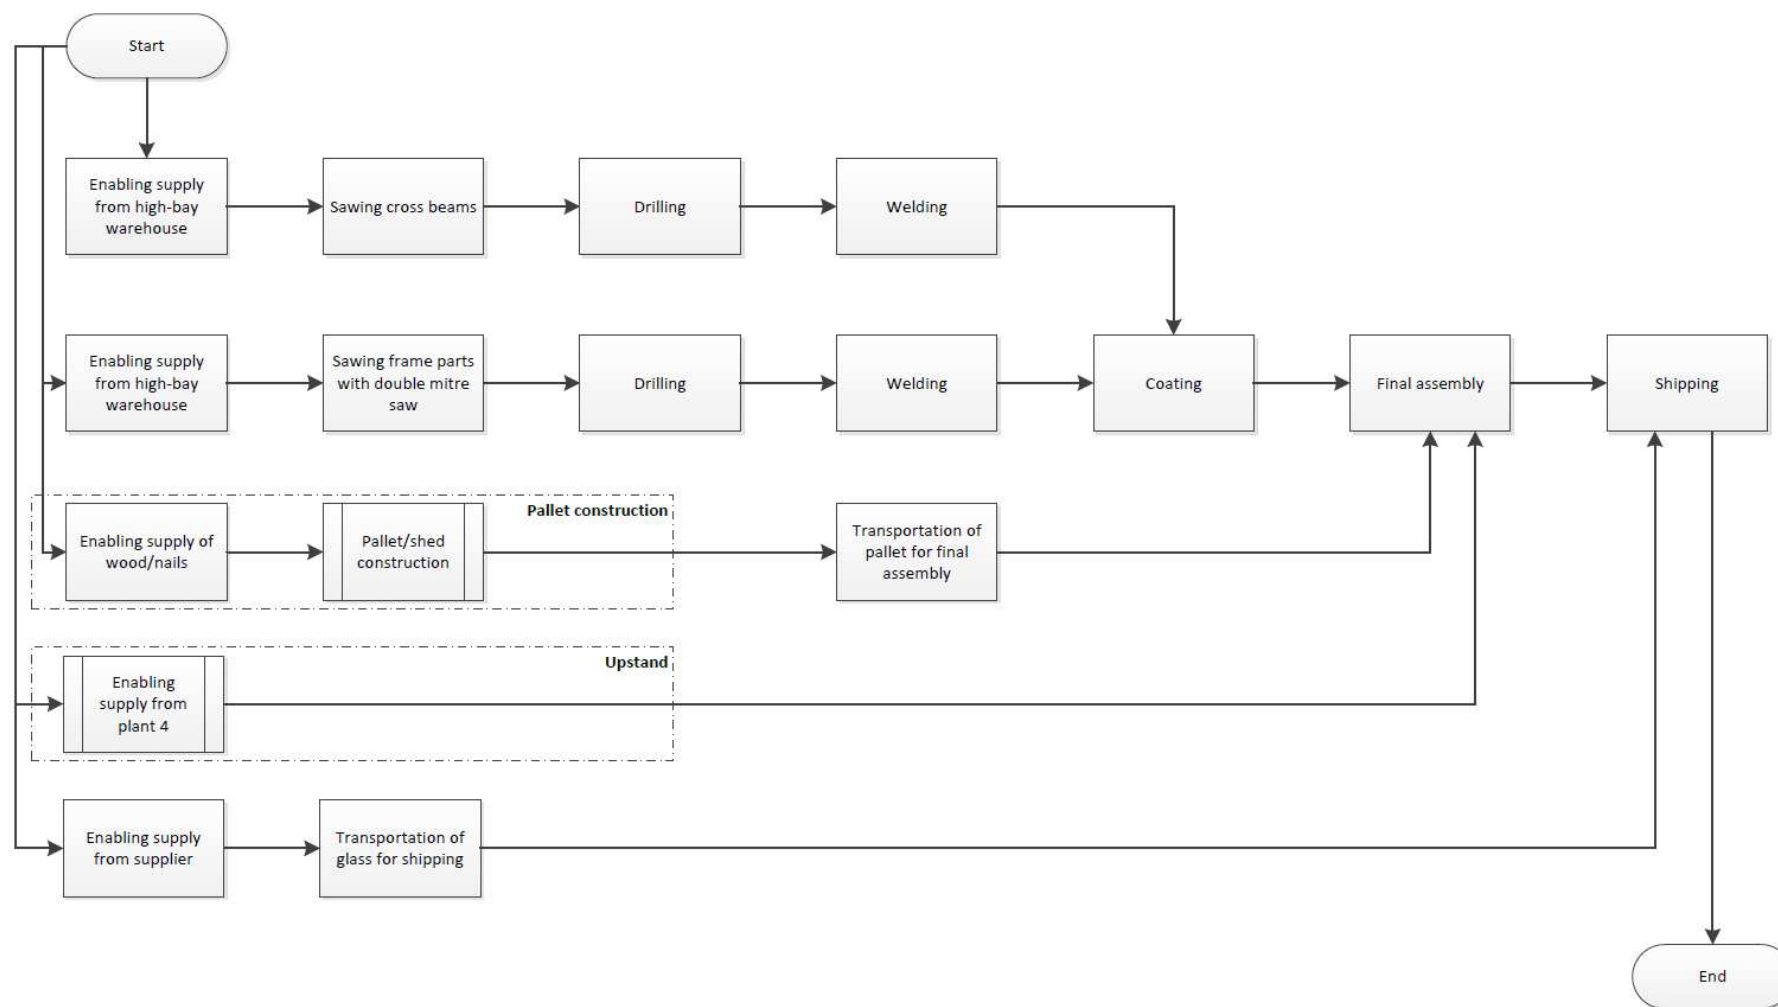 Start
Enabling supply
from high-bay
warehouse
Sawing cross beams
Drilling
Welding
Enabling supply
from high-bay
warehouse
Sawing frame parts
with double mitre
saw
Drilling
Welding
Coating
Final assembly
Shipping
Pallet construction
Enabling supply of
wood/nails
Pallet/shed
construction
Transportation of
pallet for final
assembly
Upstand
Enabling
supply from
plant 4
Enabling supply
from supplier
Transportation of
glass for shipping
End